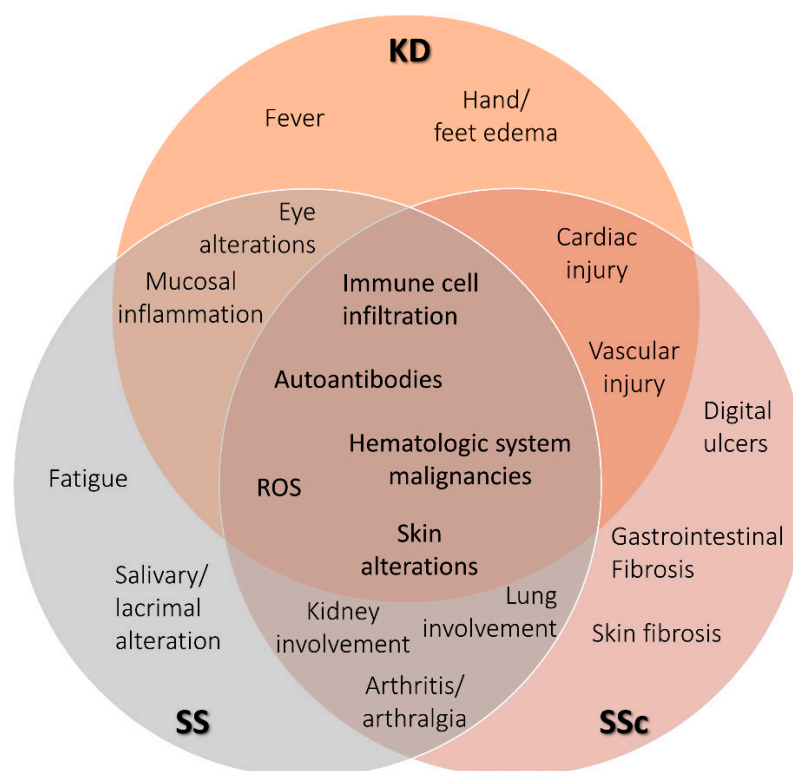 KD
Fever
Hand/
feet edema
Eye
alterations
Mucosal
inflammation
Cardiac
injury
Immune cell
infiltration
Vascular
injury
Autoantibodies
Digital
ulcers
Hematologic system
malignancies
Fatigue
ROS
Skin
alterations
Gastrointestinal
Fibrosis
Salivary/
lacrimal
alteration
Kidney
involvement
Lung
involvement
Skin fibrosis
Arthritis/
arthralgia
SS
SSc